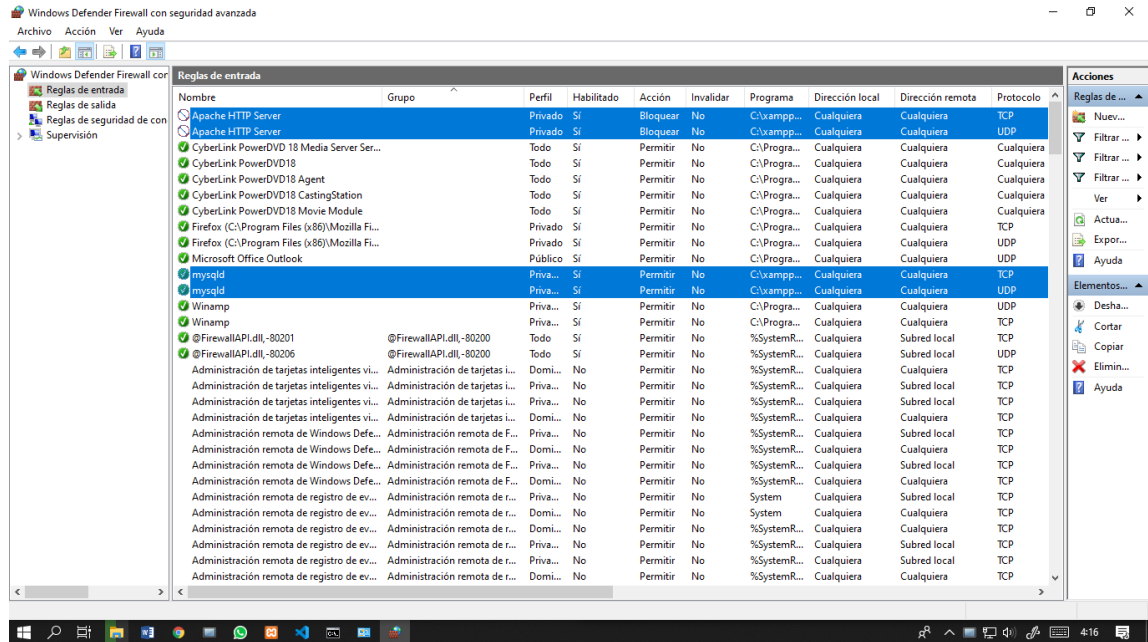 Windows Defender Firewall con seguridad avanzada
Archivo Acción Ver Ayuda
Windows Defender Firewall con
Reglas de entrada
Reglas de salida
Reglas de seguridad de con
Supervisión
Reglas de entrada
Nombre Grupo Perfil Habilitado Acción Invalidar Programa Dirección local Dirección remota Protocolo
Apache HTTP Server Privado Sí Bloquear No C:\xampp... Cualquiera Cualquiera TCP
Apache HTTP Server Privado Sí Bloquear No C:\xampp... Cualquiera Cualquiera UDP
CyberLink PowerDVD 18 Media Server Ser... Todo Sí Permitir No C:\Progra... Cualquiera Cualquiera Cualquiera
CyberLink PowerDVD18 Todo Sí Permitir No C:\Progra... Cualquiera Cualquiera Cualquiera
CyberLink PowerDVD18 Agent Todo Sí Permitir No C:\Progra... Cualquiera Cualquiera Cualquiera
CyberLink PowerDVD18 CastingStation Todo Sí Permitir No C:\Progra... Cualquiera Cualquiera Cualquiera
CyberLink PowerDVD18 Movie Module Todo Sí Permitir No C:\Progra... Cualquiera Cualquiera Cualquiera
Firefox (C:\Program Files (x86)\Mozilla Fi... Privado Sí Permitir No C:\Progra... Cualquiera Cualquiera TCP
Firefox (C:\Program Files (x86)\Mozilla Fi... Privado Sí Permitir No C:\Progra... Cualquiera Cualquiera UDP
Microsoft Office Outlook Público Sí Permitir No C:\Progra... Cualquiera Cualquiera UDP
mysqld Priva... Sí Permitir No C:\xampp... Cualquiera Cualquiera TCP
mysqld Priva... Sí Permitir No C:\xampp... Cualquiera Cualquiera UDP
Winamp Priva... Sí Permitir No C:\Progra... Cualquiera Cualquiera UDP
Winamp Priva... Sí Permitir No C:\Progra... Cualquiera Cualquiera TCP
@FirewallAPI.dll,-80201 @FirewallAPI.dll,-80200 Todo Sí Permitir No %SystemR... Cualquiera Subred local TCP
@FirewallAPI.dll,-80206 @FirewallAPI.dll,-80200 Todo Sí Permitir No %SystemR... Cualquiera Subred local UDP
Administración de tarjetas inteligentes vi... Administración de tarjetas i... Domi... No Permitir No %SystemR... Cualquiera Cualquiera TCP
Administración de tarjetas inteligentes vi... Administración de tarjetas i... Priva... No Permitir No %SystemR... Cualquiera Subred local TCP
Administración de tarjetas inteligentes vi... Administración de tarjetas i... Priva... No Permitir No %SystemR... Cualquiera Subred local TCP
Administración de tarjetas inteligentes vi... Administración de tarjetas i... Domi... No Permitir No %SystemR... Cualquiera Cualquiera TCP
Administración remota de Windows Defe... Administración remota de F... Priva... No Permitir No %SystemR... Cualquiera Subred local TCP
Administración remota de Windows Defe... Administración remota de F... Domi... No Permitir No %SystemR... Cualquiera Cualquiera TCP
Administración remota de Windows Defe... Administración remota de F... Priva... No Permitir No %SystemR... Cualquiera Subred local TCP
Administración remota de Windows Defe... Administración remota de F... Domi... No Permitir No %SystemR... Cualquiera Cualquiera TCP
Administración remota de registro de ev... Administración remota de r... Priva... No Permitir No System Cualquiera Subred local TCP
Administración remota de registro de ev... Administración remota de r... Domi... No Permitir No System Cualquiera Cualquiera TCP
Administración remota de registro de ev... Administración remota de r... Domi... No Permitir No %SystemR... Cualquiera Cualquiera TCP
Administración remota de registro de ev... Administración remota de r... Priva... No Permitir No %SystemR... Cualquiera Subred local TCP
Administración remota de registro de ev... Administración remota de r... Priva... No Permitir No %SystemR... Cualquiera Subred local TCP
Administración remota de registro de ev... Administración remota de r... Domi... No Permitir No %SystemR... Cualquiera Cualquiera TCP
Acciones
Reglas de ...
Nuev...
Filtrar ...
Filtrar ...
Filtrar ...
Ver
Actua...
Expor...
Ayuda
Elementos...
Desha...
Cortar
Copiar
Elimin...
Ayuda
4:16